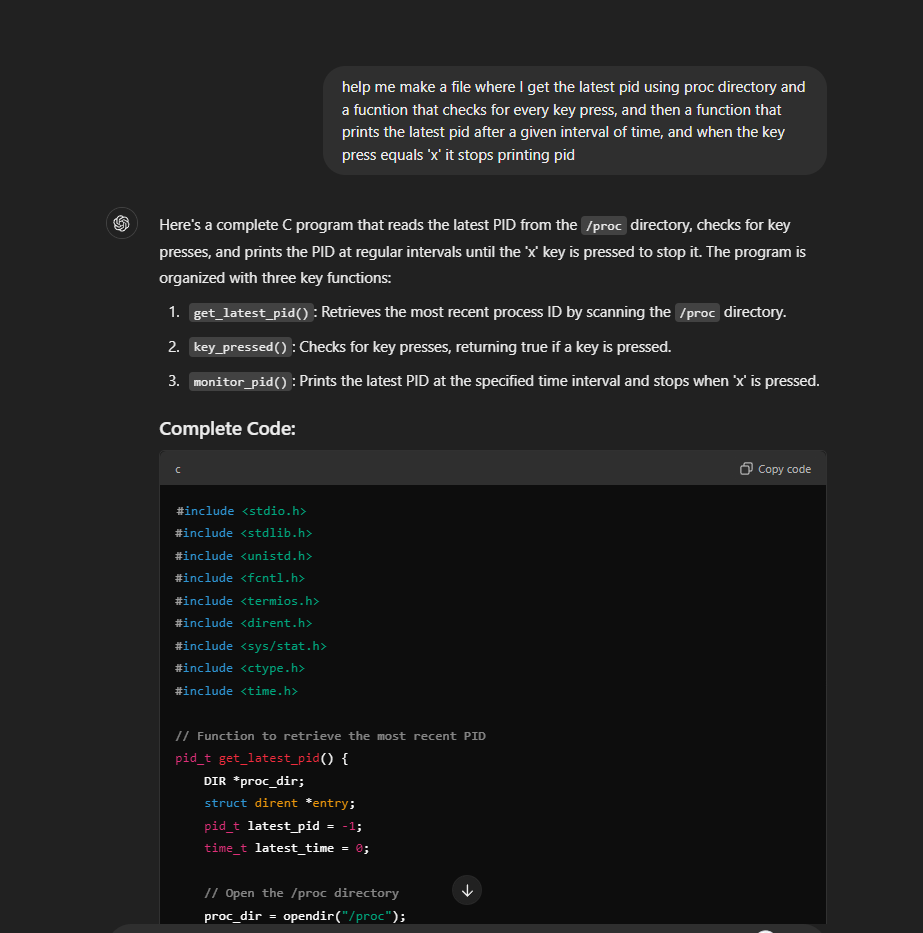 help me make a file where I get the latest pid using proc directory and
a fucntion that checks for every key press, and then a function that
prints the latest pid after a given interval of time, and when the key
press equals 'x' it stops printing pid
Here's a complete C program that reads the latest PID from the /proc directory, checks for key
presses, and prints the PID at regular intervals until the 'x' key is pressed to stop it. The program is
organized with three key functions:
1. get_latest_pid(): Retrieves the most recent process ID by scanning the /proc directory.
2. key_pressed(): Checks for key presses, returning true if a key is pressed.
3. monitor_pid(): Prints the latest PID at the specified time interval and stops when 'x' is pressed.
Complete Code:
c
Copy code
#include <stdio.h>
#include <stdlib.h>
#include <unistd.h>
#include <fcntl.h>
#include <termios.h>
#include <dirent.h>
#include <sys/stat.h>
#include <ctype.h>
#include <time.h>
// Function to retrieve the most recent PID
pid_t get_latest_pid() {
    DIR *proc_dir;
    struct dirent *entry;
    pid_t latest_pid = -1;
    time_t latest_time = 0;
    // Open the /proc directory
    proc_dir = opendir("/proc");